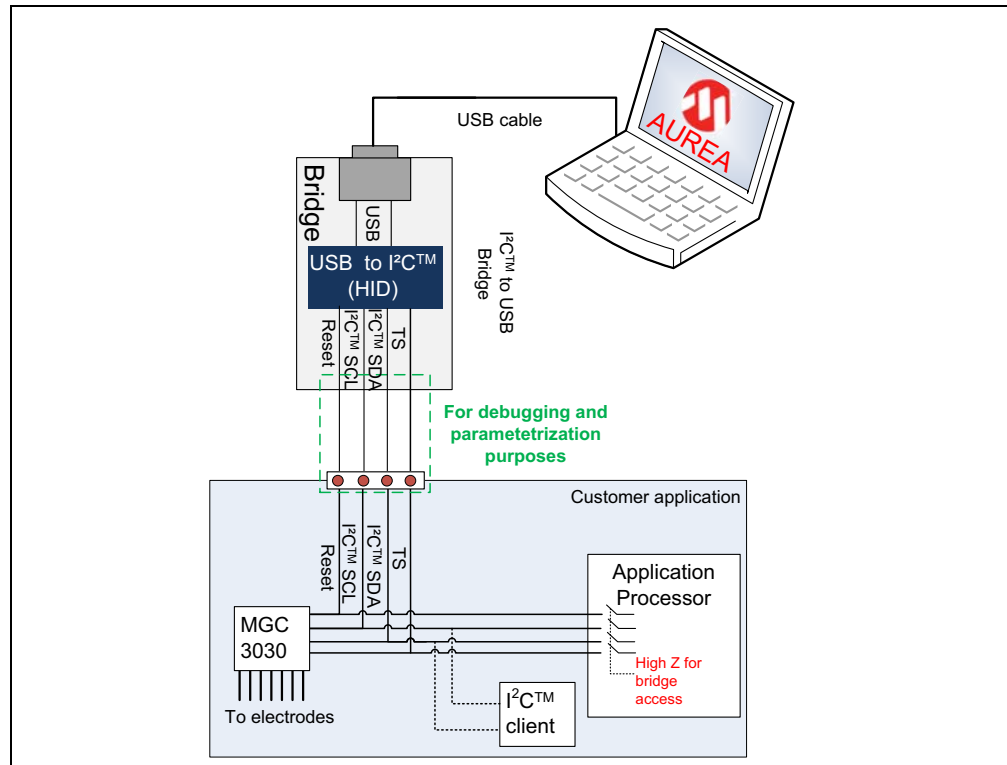 AUREA
USB cable
Bridge
USB
USB to I²C™
(HID)
I²C™ to USB
Bridge
Reset
I²C™ SCL
I²C™ SDA
TS
For debugging and
parametetrization
purposes
Customer application
Reset
I²C™ SCL
I²C™ SDA
TS
Application
Processor
MGC
3030
High Z for
bridge
access
To electrodes
I²C™
client